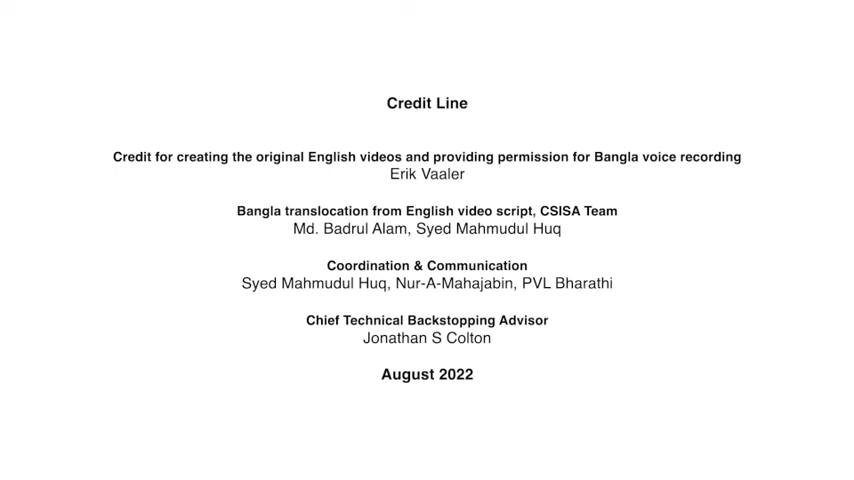 Credit Line
Credit for creating the original English videos and providing permission for Bangla voice recording
Erik Vaaler
Bangla translocation from English video script, CSISA Team
Md. Badrul Alam, Syed Mahmudul Huq
Coordination & Communication
Syed Mahmudul Huq, Nur-A-Mahajabin, PVL Bharathi
Chief Technical Backstopping Advisor
Jonathan S Colton
August 2022